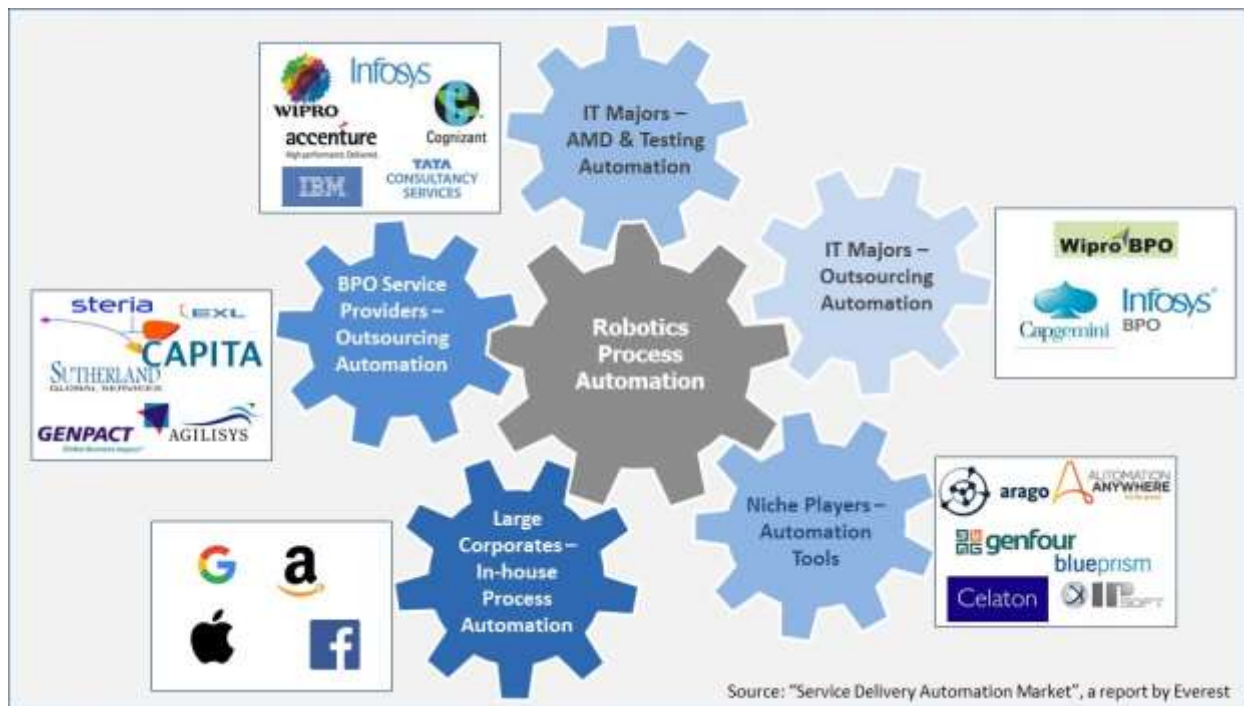 Infosys
WIPRO
Cognizant
accenture
High performance. Delivered.
IBM
TATA
CONSULTANCY
SERVICES
IT Majors –
AMD & Testing
Automation
IT Majors –
Outsourcing
Automation
Wipro BPO
Capgemini
Infosys
BPO
BPO Service
Providers –
Outsourcing
Automation
steria
EXL
CAPITA
SUTHERLAND
GLOBAL SERVICES
GENPACT
AGILISYS
Robotics
Process
Automation
Niche Players –
Automation
Tools
arago
AUTOMATION
ANYWHERE
genfour
blueprism
Celaton
IPSOFT
Large
Corporates –
In-house
Process
Automation
G
a
f
Source: "Service Delivery Automation Market", a report by Everest